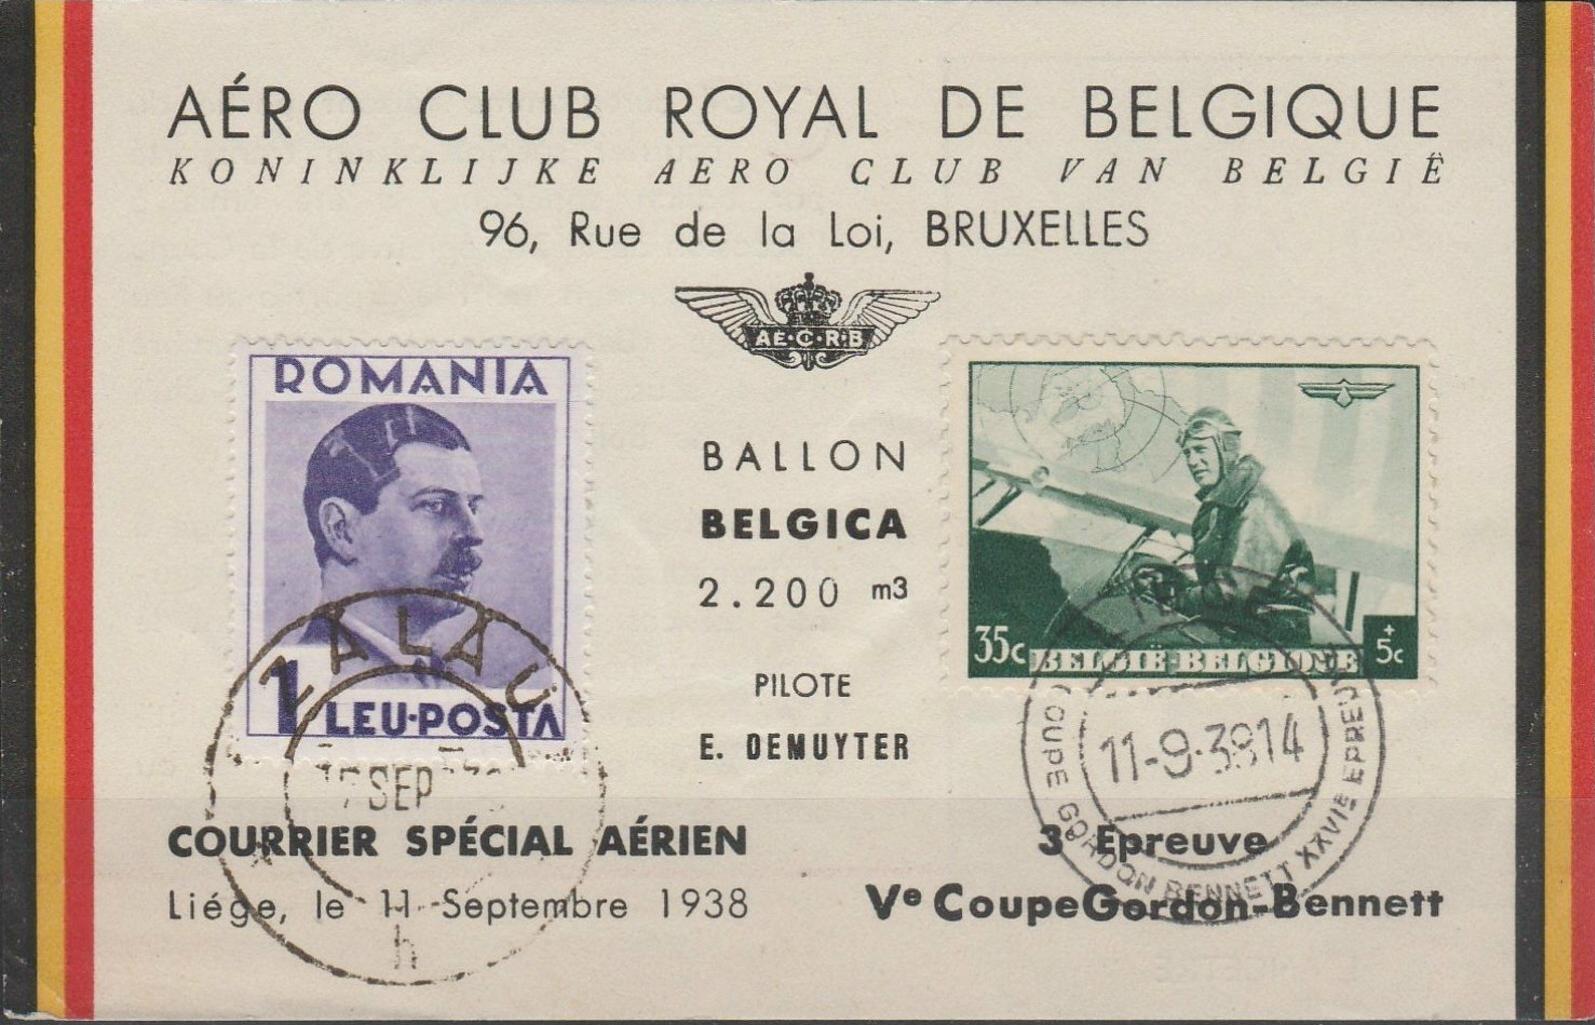 AÉRO CLUB ROYAL DE BELGIQUE
KONINKLIJKE AERO CLUB VAN BELGIË
96, Rue de la Loi, BRUXELLES
AE·C·R·B
ROMANIA
1 LEU·POSTA
ZALĂU
SEP
h
BALLON
BELGICA
2.200 m3
PILOTE
E. DEMUYTER
35c BELGIË-BELGIQUE + 5c
11-9-38 14
COUPE GORDON BENNETT XXVIE EPREUVE
COURRIER SPÉCIAL AÉRIEN
Liége, le 11 Septembre 1938
3e Epreuve
Ve Coupe Gordon-Bennett